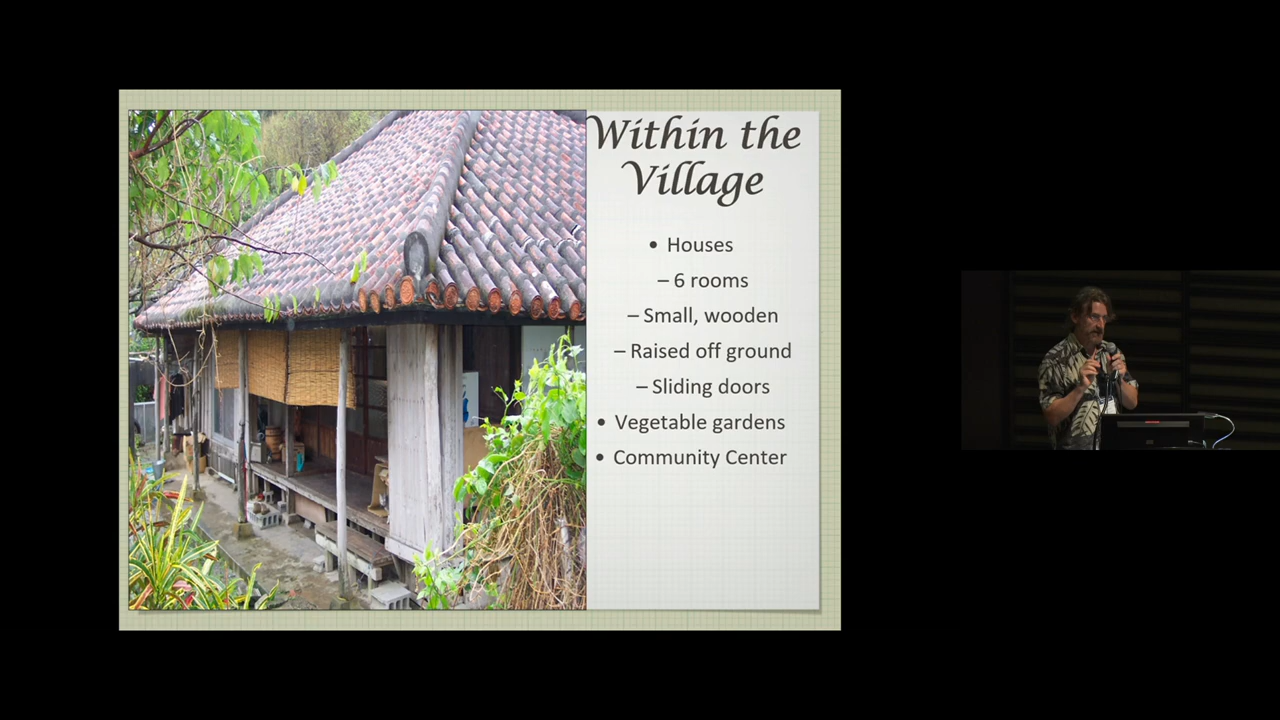 Within the
Village
• Houses
– 6 rooms
– Small, wooden
– Raised off ground
– Sliding doors
• Vegetable gardens
• Community Center